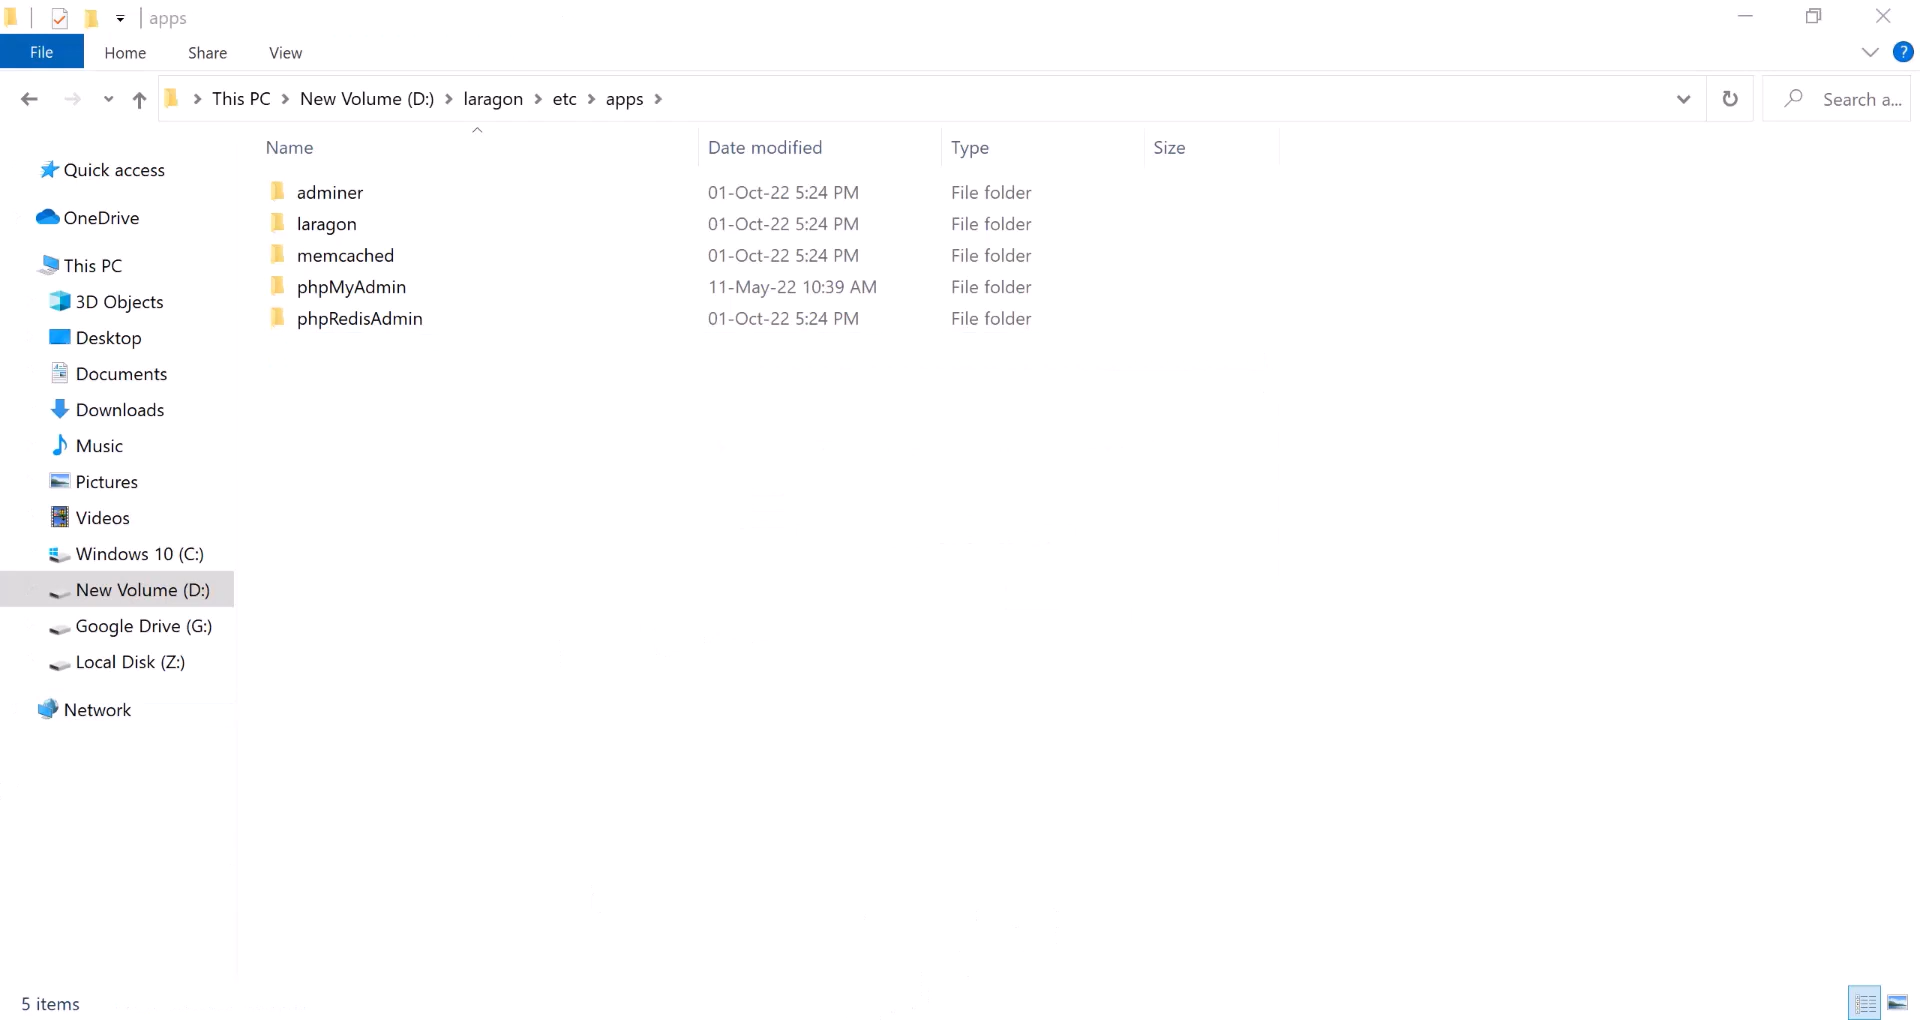 apps
File Home Share View ?
This PC New Volume (D:) laragon etc apps Search a...
Name Date modified Type Size
Quick access
OneDrive
This PC
3D Objects
Desktop
Documents
Downloads
Music
Pictures
Videos
Windows 10 (C:)
New Volume (D:)
Google Drive (G:)
Local Disk (Z:)
Network
adminer 01-Oct-22 5:24 PM File folder
laragon 01-Oct-22 5:24 PM File folder
memcached 01-Oct-22 5:24 PM File folder
phpMyAdmin 11-May-22 10:39 AM File folder
phpRedisAdmin 01-Oct-22 5:24 PM File folder
5 items